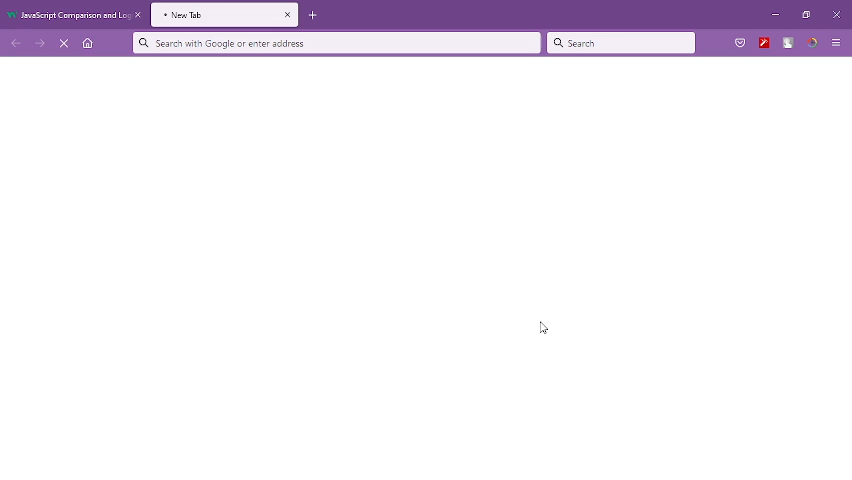 JavaScript Comparison and Log
New Tab
Search with Google or enter address
Search